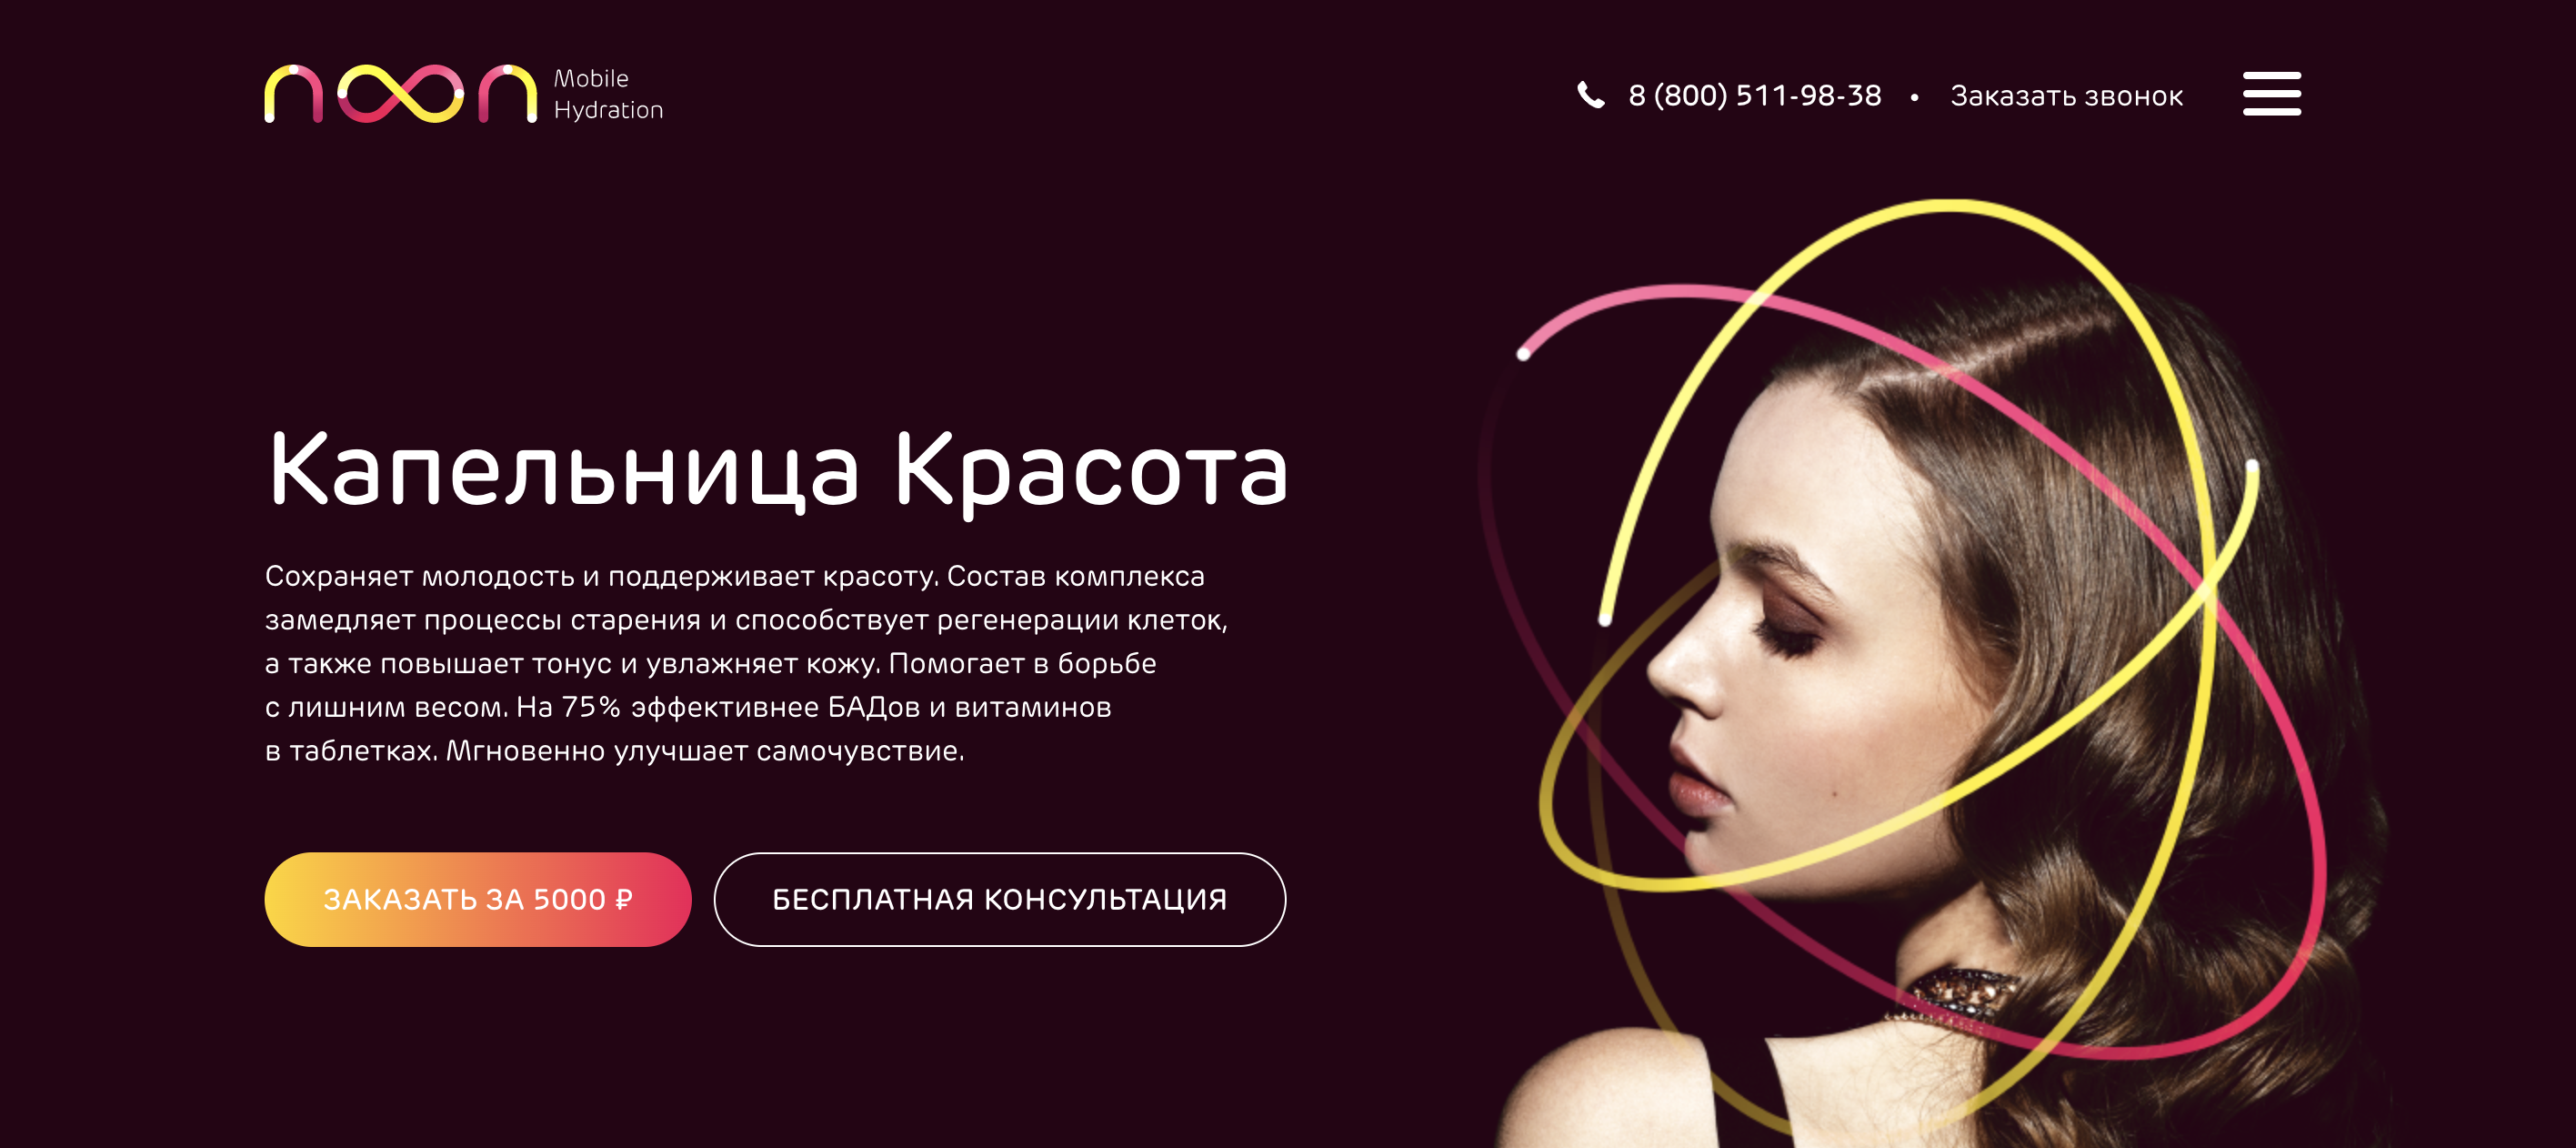 noon
Mobile
Hydration
8 (800) 511-98-38 • Заказать звонок
Капельница Красота
Сохраняет молодость и поддерживает красоту. Состав комплекса
замедляет процессы старения и способствует регенерации клеток,
а также повышает тонус и увлажняет кожу. Помогает в борьбе
с лишним весом. На 75% эффективнее БАДов и витаминов
в таблетках. Мгновенно улучшает самочувствие.
ЗАКАЗАТЬ ЗА 5000 ₽
БЕСПЛАТНАЯ КОНСУЛЬТАЦИЯ